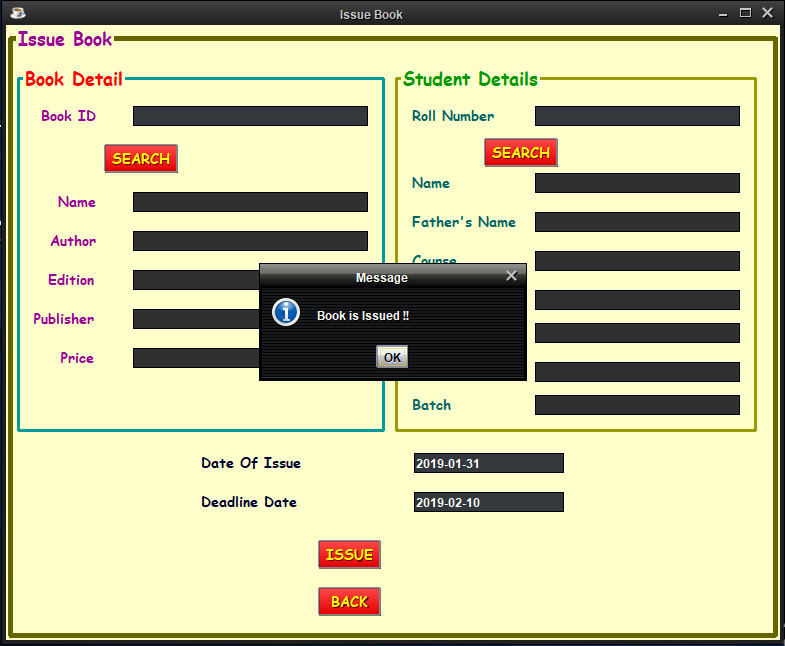 Issue Book
Issue Book
Book Detail
Book ID
SEARCH
Name
Author
Edition
Publisher
Price
Student Details
Roll Number
SEARCH
Name
Father's Name
Course
Batch
Message
Book is Issued !!
OK
Date Of Issue 2019-01-31
Deadline Date 2019-02-10
ISSUE
BACK